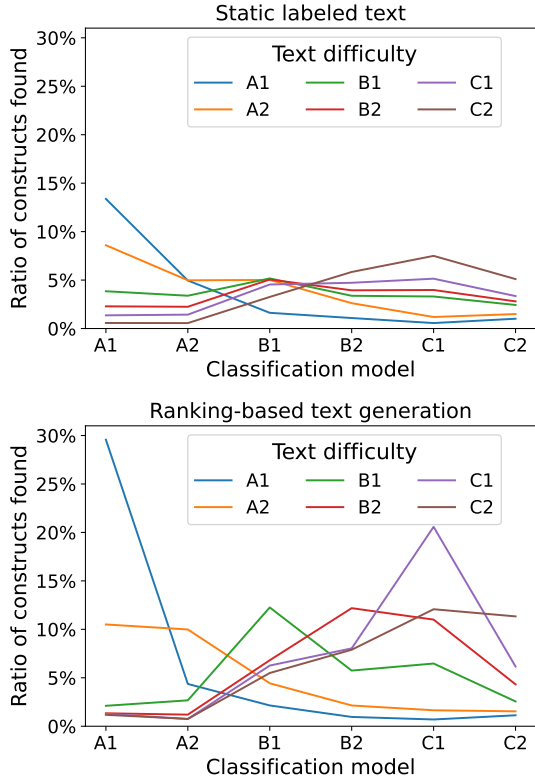 Static labeled text
Ratio of constructs found
30%
25%
20%
15%
10%
5%
0%
Text difficulty
A1 B1 C1
A2 B2 C2
A1 A2 B1 B2 C1 C2
Classification model
Ranking-based text generation
Ratio of constructs found
30%
25%
20%
15%
10%
5%
0%
Text difficulty
A1 B1 C1
A2 B2 C2
A1 A2 B1 B2 C1 C2
Classification model